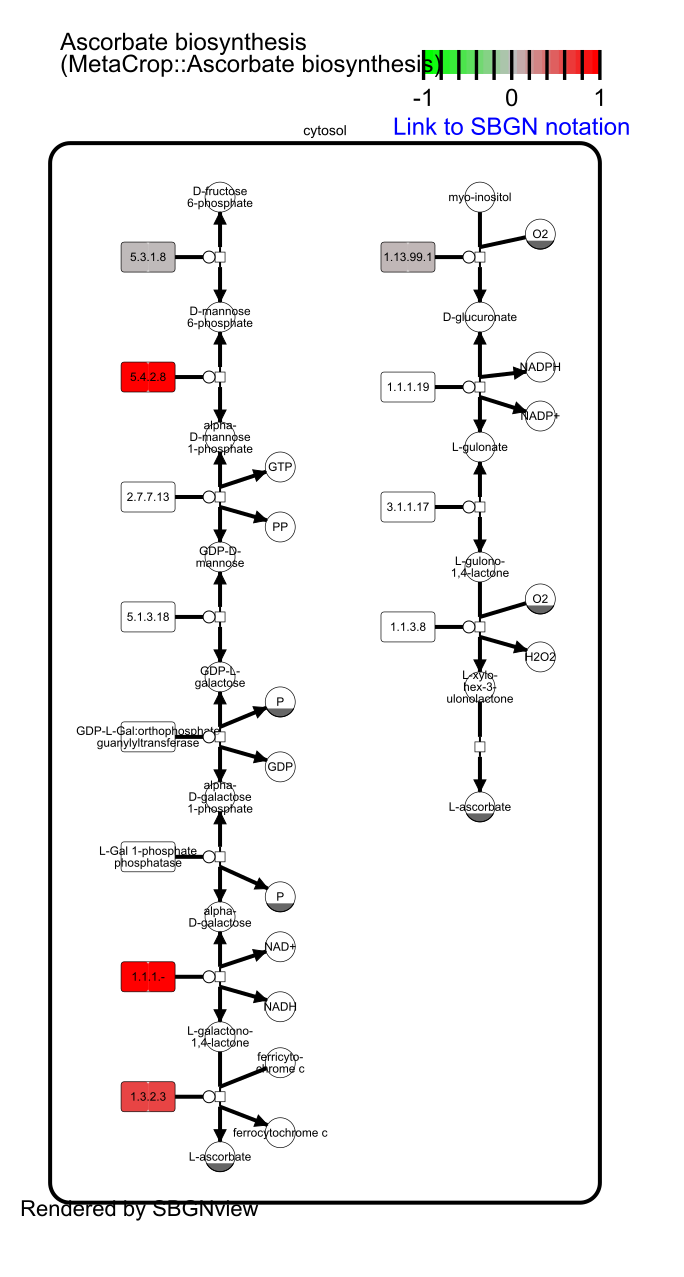 Ascorbate biosynthesis
(MetaCrop::Ascorbate biosynthesis)
-1 0 1
Link to SBGN notation
cytosol
D-fructose
6-phosphate
5.3.1.8
D-mannose
6-phosphate
5.4.2.8
alpha-
D-mannose
1-phosphate
GTP
2.7.7.13
PP
GDP-D-
mannose
5.1.3.18
GDP-L-
galactose
P
GDP-L-Gal:orthophosphate
guanylyltransferase
GDP
alpha-
D-galactose
1-phosphate
L-Gal 1-phosphate
phosphatase
P
alpha-
D-galactose
NAD+
1.1.1.-
NADH
L-galactono-
1,4-lactone
ferricyto-
chrome c
1.3.2.3
ferrocytochrome c
L-ascorbate
myo-inositol
O2
1.13.99.1
D-glucuronate
NADPH
1.1.1.19
NADP+
L-gulonate
3.1.1.17
L-gulono-
1,4-lactone
O2
1.1.3.8
H2O2
L-xylo-
hex-3-
ulonolactone
L-ascorbate
Rendered by SBGNview